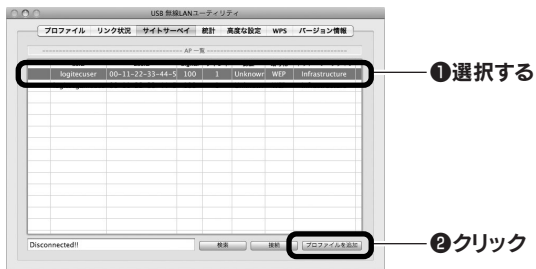 USB 無線LANユーティリティ
プロファイル リンク状況 サイトサーベイ 統計 高度な設定 WPS バージョン情報
AP 一覧
logitecuser 00-11-22-33-44-5 100 1 Unknown WEP Infrastructure
❶選択する
Disconnected!! 検索 接続 プロファイルを追加
❷クリック